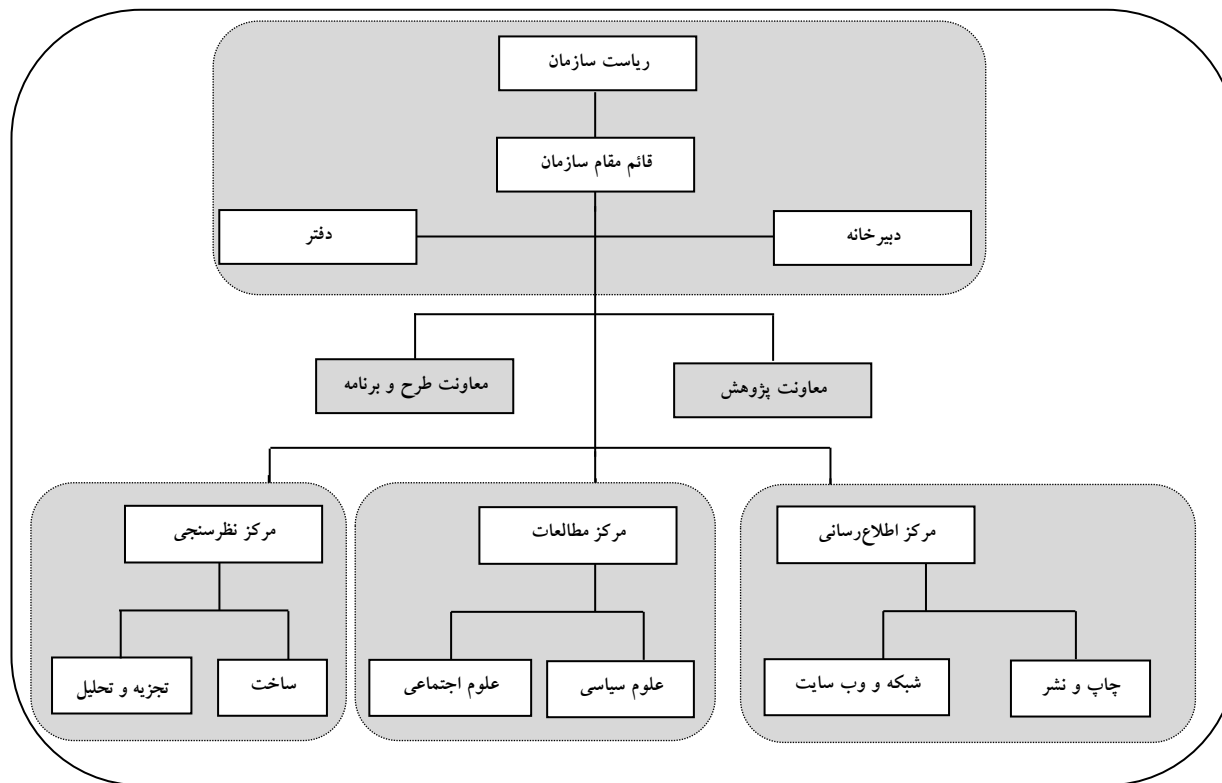 ریاست سازمان
قائم مقام سازمان
دبیرخانه
دفتر
معاونت پژوهش
معاونت طرح و برنامه
مرکز اطلاع‌رسانی
مرکز مطالعات
مرکز نظرسنجی
چاپ و نشر
شبکه و وب سایت
علوم سیاسی
علوم اجتماعی
ساخت
تجزیه و تحلیل